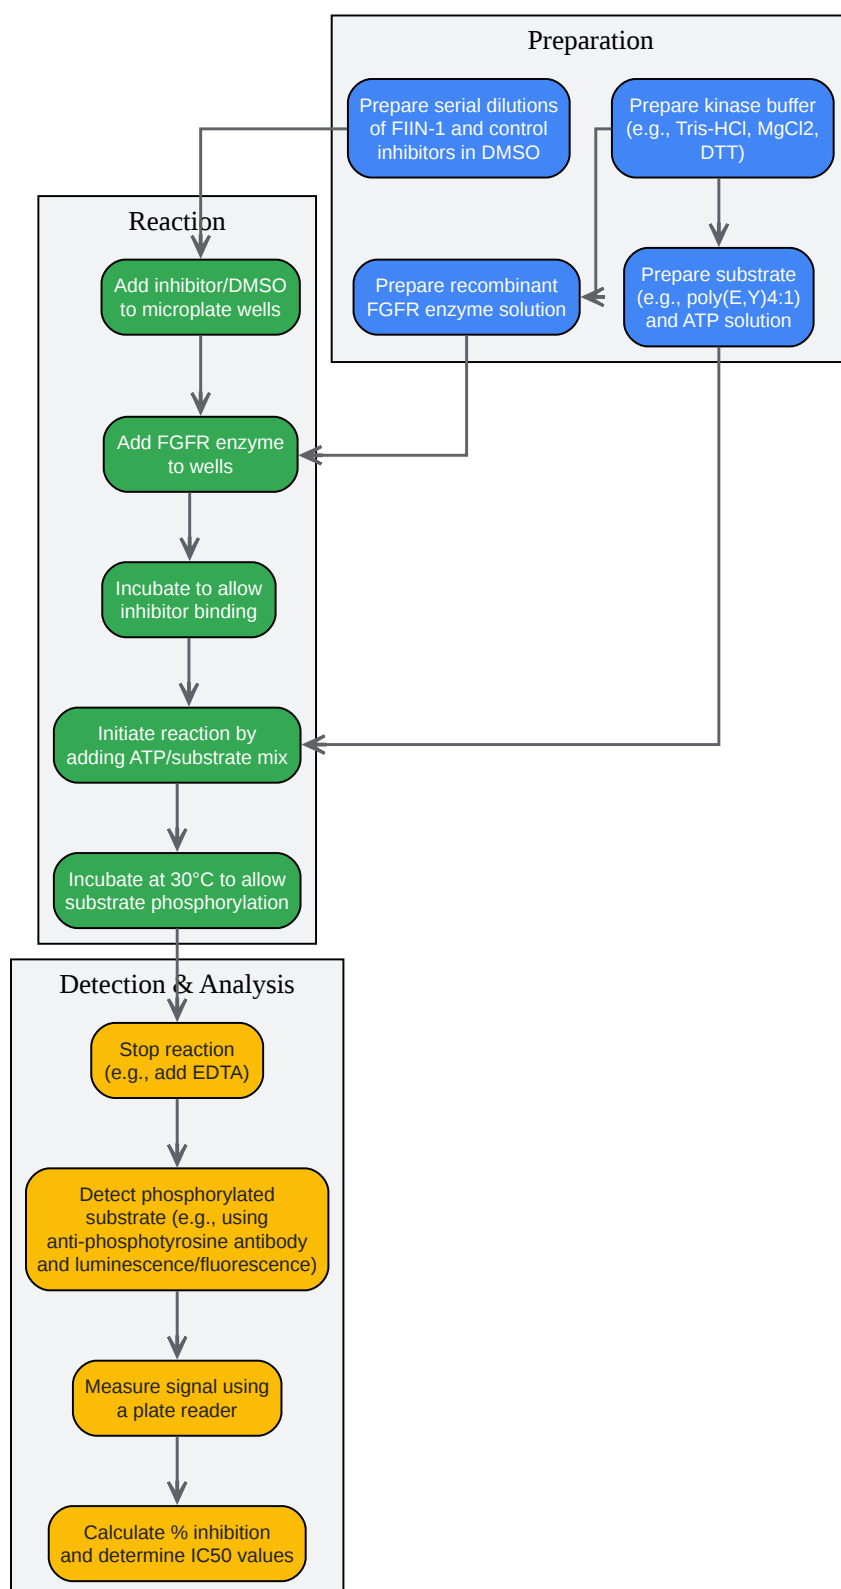 Preparation
Prepare serial dilutions
of FIIN-1 and control
inhibitors in DMSO
Prepare kinase buffer
(e.g., Tris-HCl, MgCl2,
DTT)
Prepare recombinant
FGFR enzyme solution
Prepare substrate
(e.g., poly(E,Y)4:1)
and ATP solution
Reaction
Add inhibitor/DMSO
to microplate wells
Add FGFR enzyme
to wells
Incubate to allow
inhibitor binding
Initiate reaction by
adding ATP/substrate mix
Incubate at 30°C to allow
substrate phosphorylation
Detection & Analysis
Stop reaction
(e.g., add EDTA)
Detect phosphorylated
substrate (e.g., using
anti-phosphotyrosine antibody
and luminescence/fluorescence)
Measure signal using
a plate reader
Calculate % inhibition
and determine IC50 values